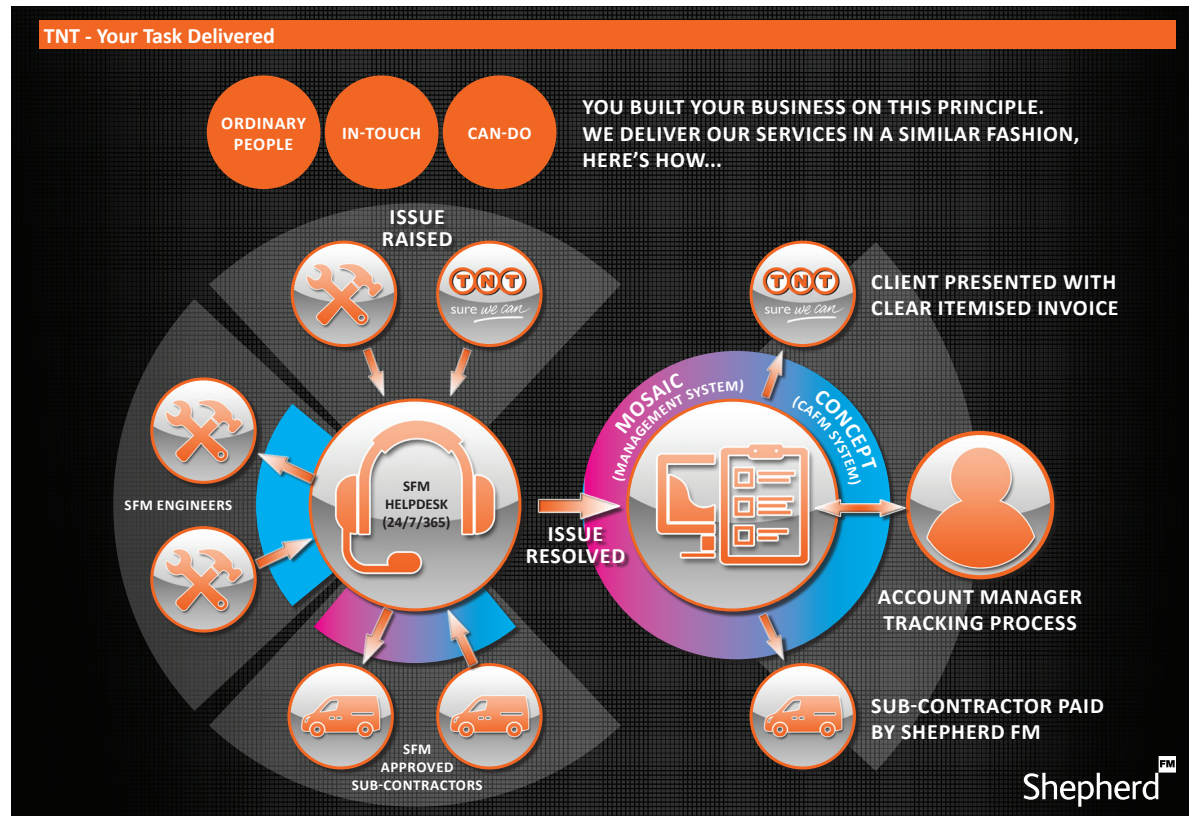 TNT - Your Task Delivered
ORDINARY
PEOPLE
IN-TOUCH
CAN-DO
YOU BUILT YOUR BUSINESS ON THIS PRINCIPLE.
WE DELIVER OUR SERVICES IN A SIMILAR FASHION,
HERE'S HOW...
ISSUE
RAISED
TNT
sure we can
SFM ENGINEERS
SFM
HELPDESK
(24/7/365)
SFM
APPROVED
SUB-CONTRACTORS
ISSUE
RESOLVED
MOSAIC
(MANAGEMENT SYSTEM)
CONCEPT
(CAFM SYSTEM)
TNT
sure we can
CLIENT PRESENTED WITH
CLEAR ITEMISED INVOICE
ACCOUNT MANAGER
TRACKING PROCESS
SUB-CONTRACTOR PAID
BY SHEPHERD FM
Shepherd FM